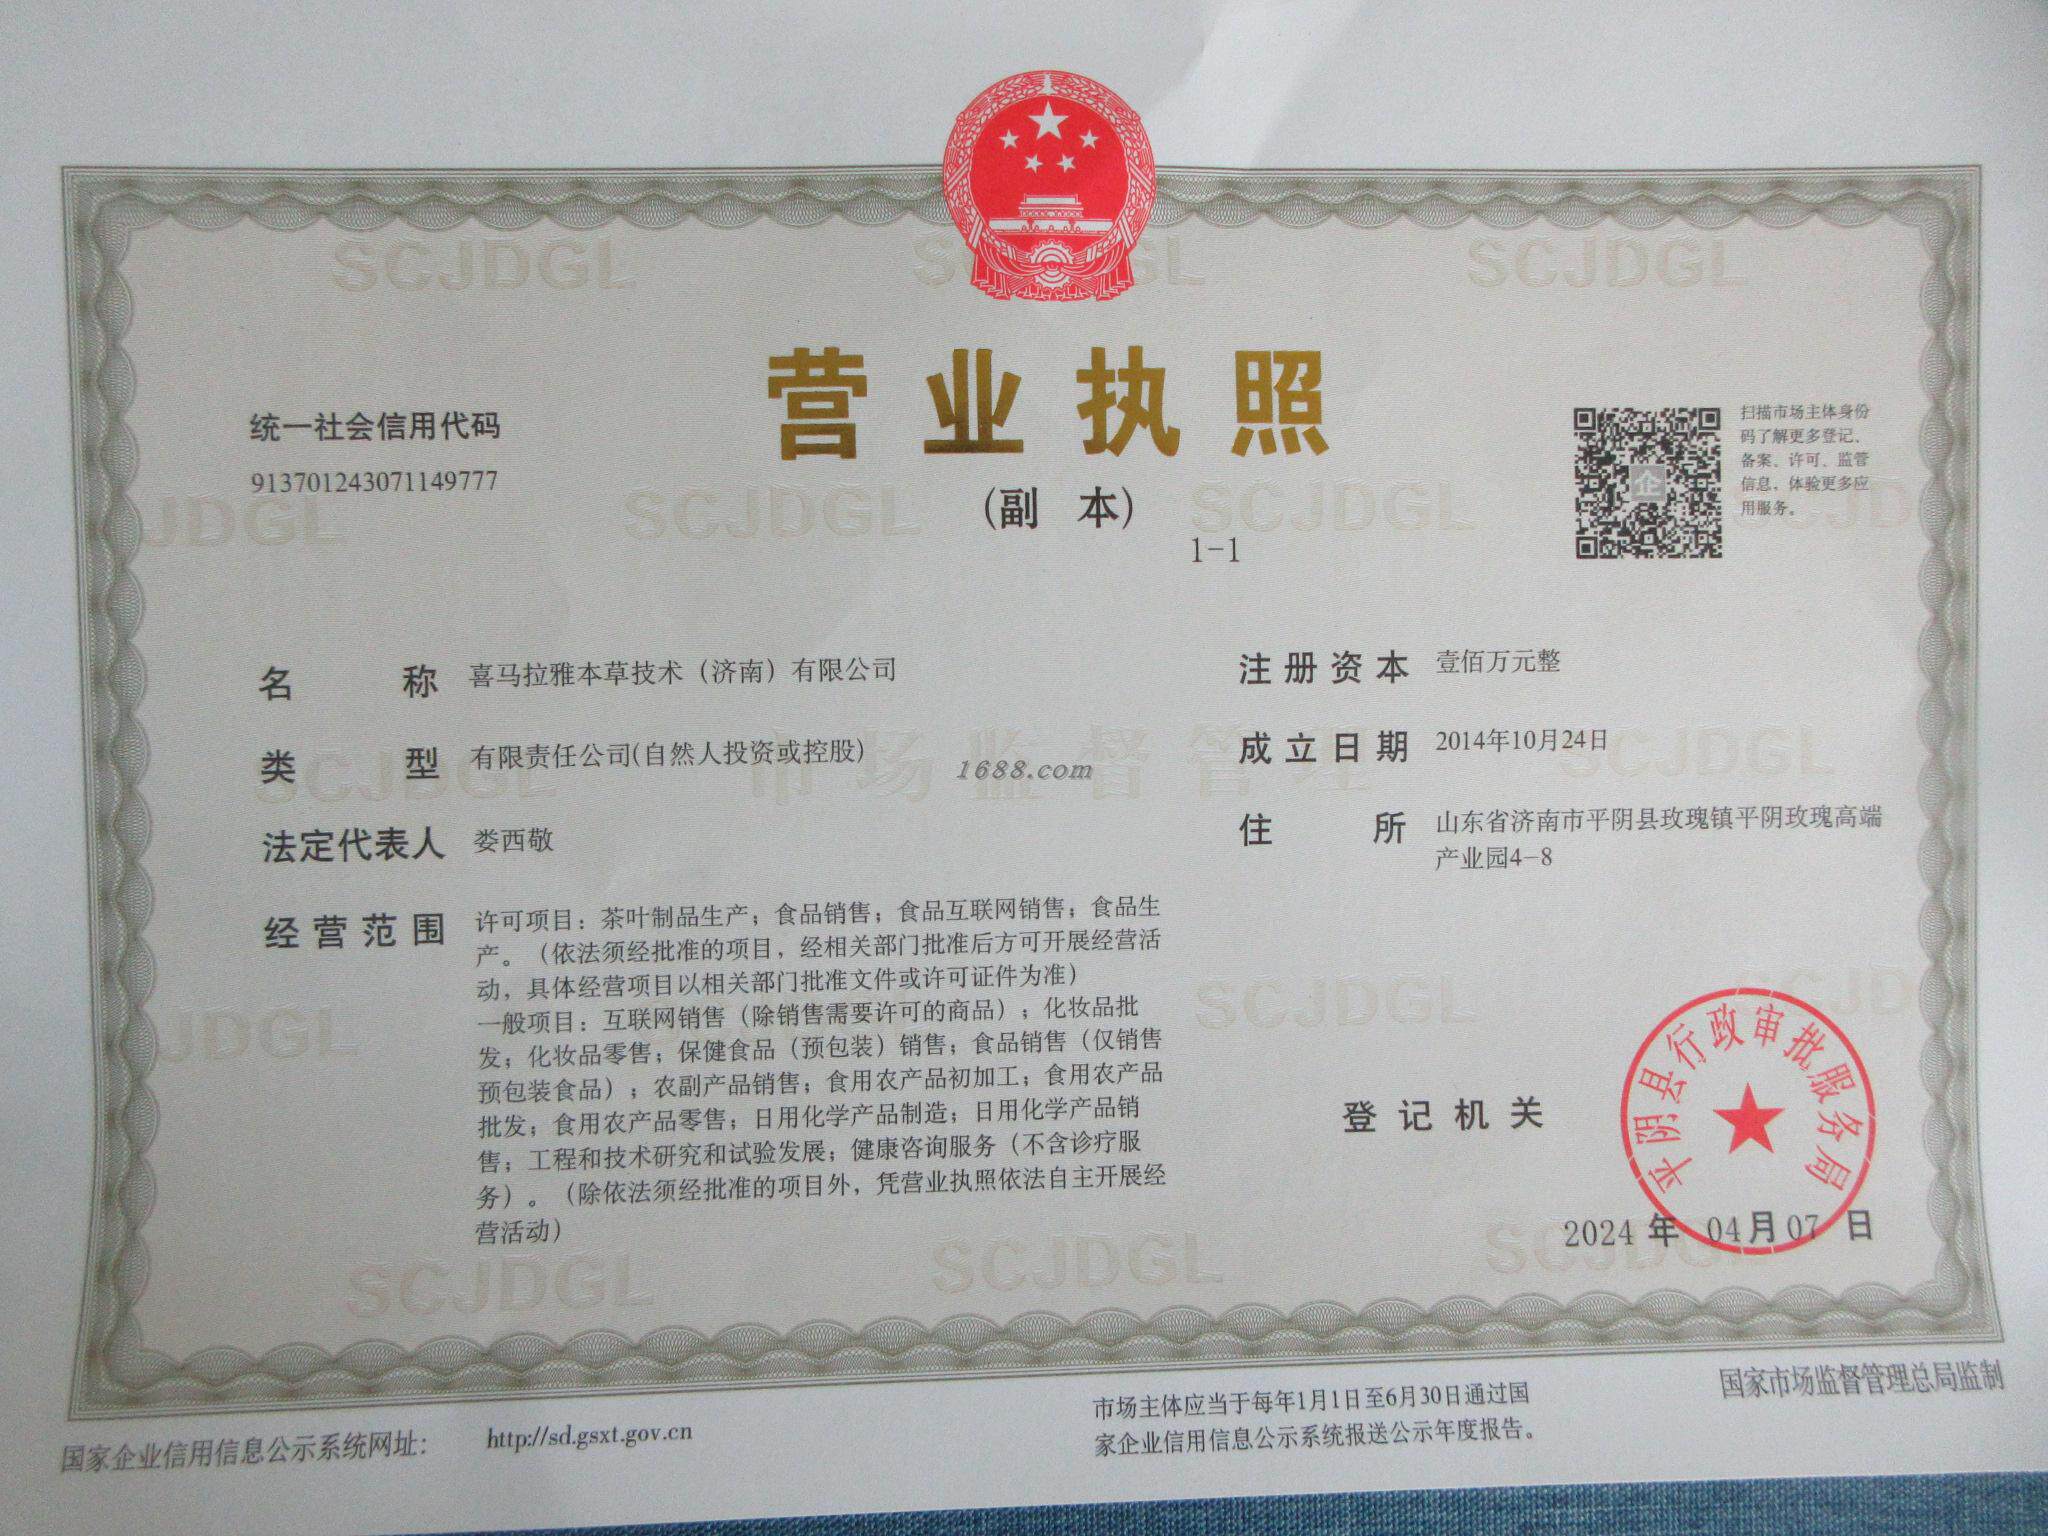 营业执照
(副 本)
1-1
统一社会信用代码
913701243071149777
扫描市场主体身份
码了解更多登记、
备案、许可、监管
信息，体验更多应
用服务。
企
名 称 喜马拉雅本草技术（济南）有限公司
类 型 有限责任公司(自然人投资或控股)
法定代表人 娄西敬
经营范围 许可项目：茶叶制品生产；食品销售；食品互联网销售；食品生
产。（依法须经批准的项目，经相关部门批准后方可开展经营活
动，具体经营项目以相关部门批准文件或许可证件为准）
一般项目：互联网销售（除销售需要许可的商品）；化妆品批
发；化妆品零售；保健食品（预包装）销售；食品销售（仅销售
预包装食品）；农副产品销售；食用农产品初加工；食用农产品
批发；食用农产品零售；日用化学产品制造；日用化学产品销
售；工程和技术研究和试验发展；健康咨询服务（不含诊疗服
务）。（除依法须经批准的项目外，凭营业执照依法自主开展经
营活动）
注册资本 壹佰万元整
成立日期 2014年10月24日
住 所 山东省济南市平阴县玫瑰镇平阴玫瑰高端
产业园4-8
登记机关
平阴县行政审批服务局
2024 年 04月07 日
1688.com
市场监督管理
SCJDGL
SCJDGL
SCJDGL
JDGL
SCJDGL
SCJDGL
SCJD
SCJDGL
SCJDGL
JDGL
SCJDGL
SCJD
SCJDGL
SCJDGL
SCJDGL
国家企业信用信息公示系统网址： http://sd.gsxt.gov.cn
市场主体应当于每年1月1日至6月30日通过国
家企业信用信息公示系统报送公示年度报告。
国家市场监督管理总局监制